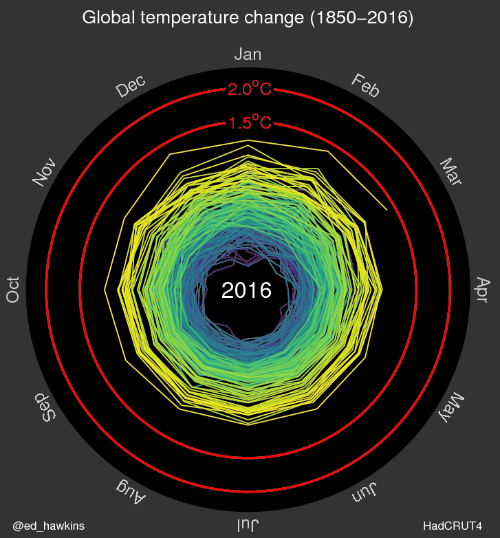 Global temperature change (1850−2016)
Jan
Feb
Mar
Apr
May
Jun
Jul
Aug
Sep
Oct
Nov
Dec
2.0°C
1.5°C
2016
@ed_hawkins
HadCRUT4